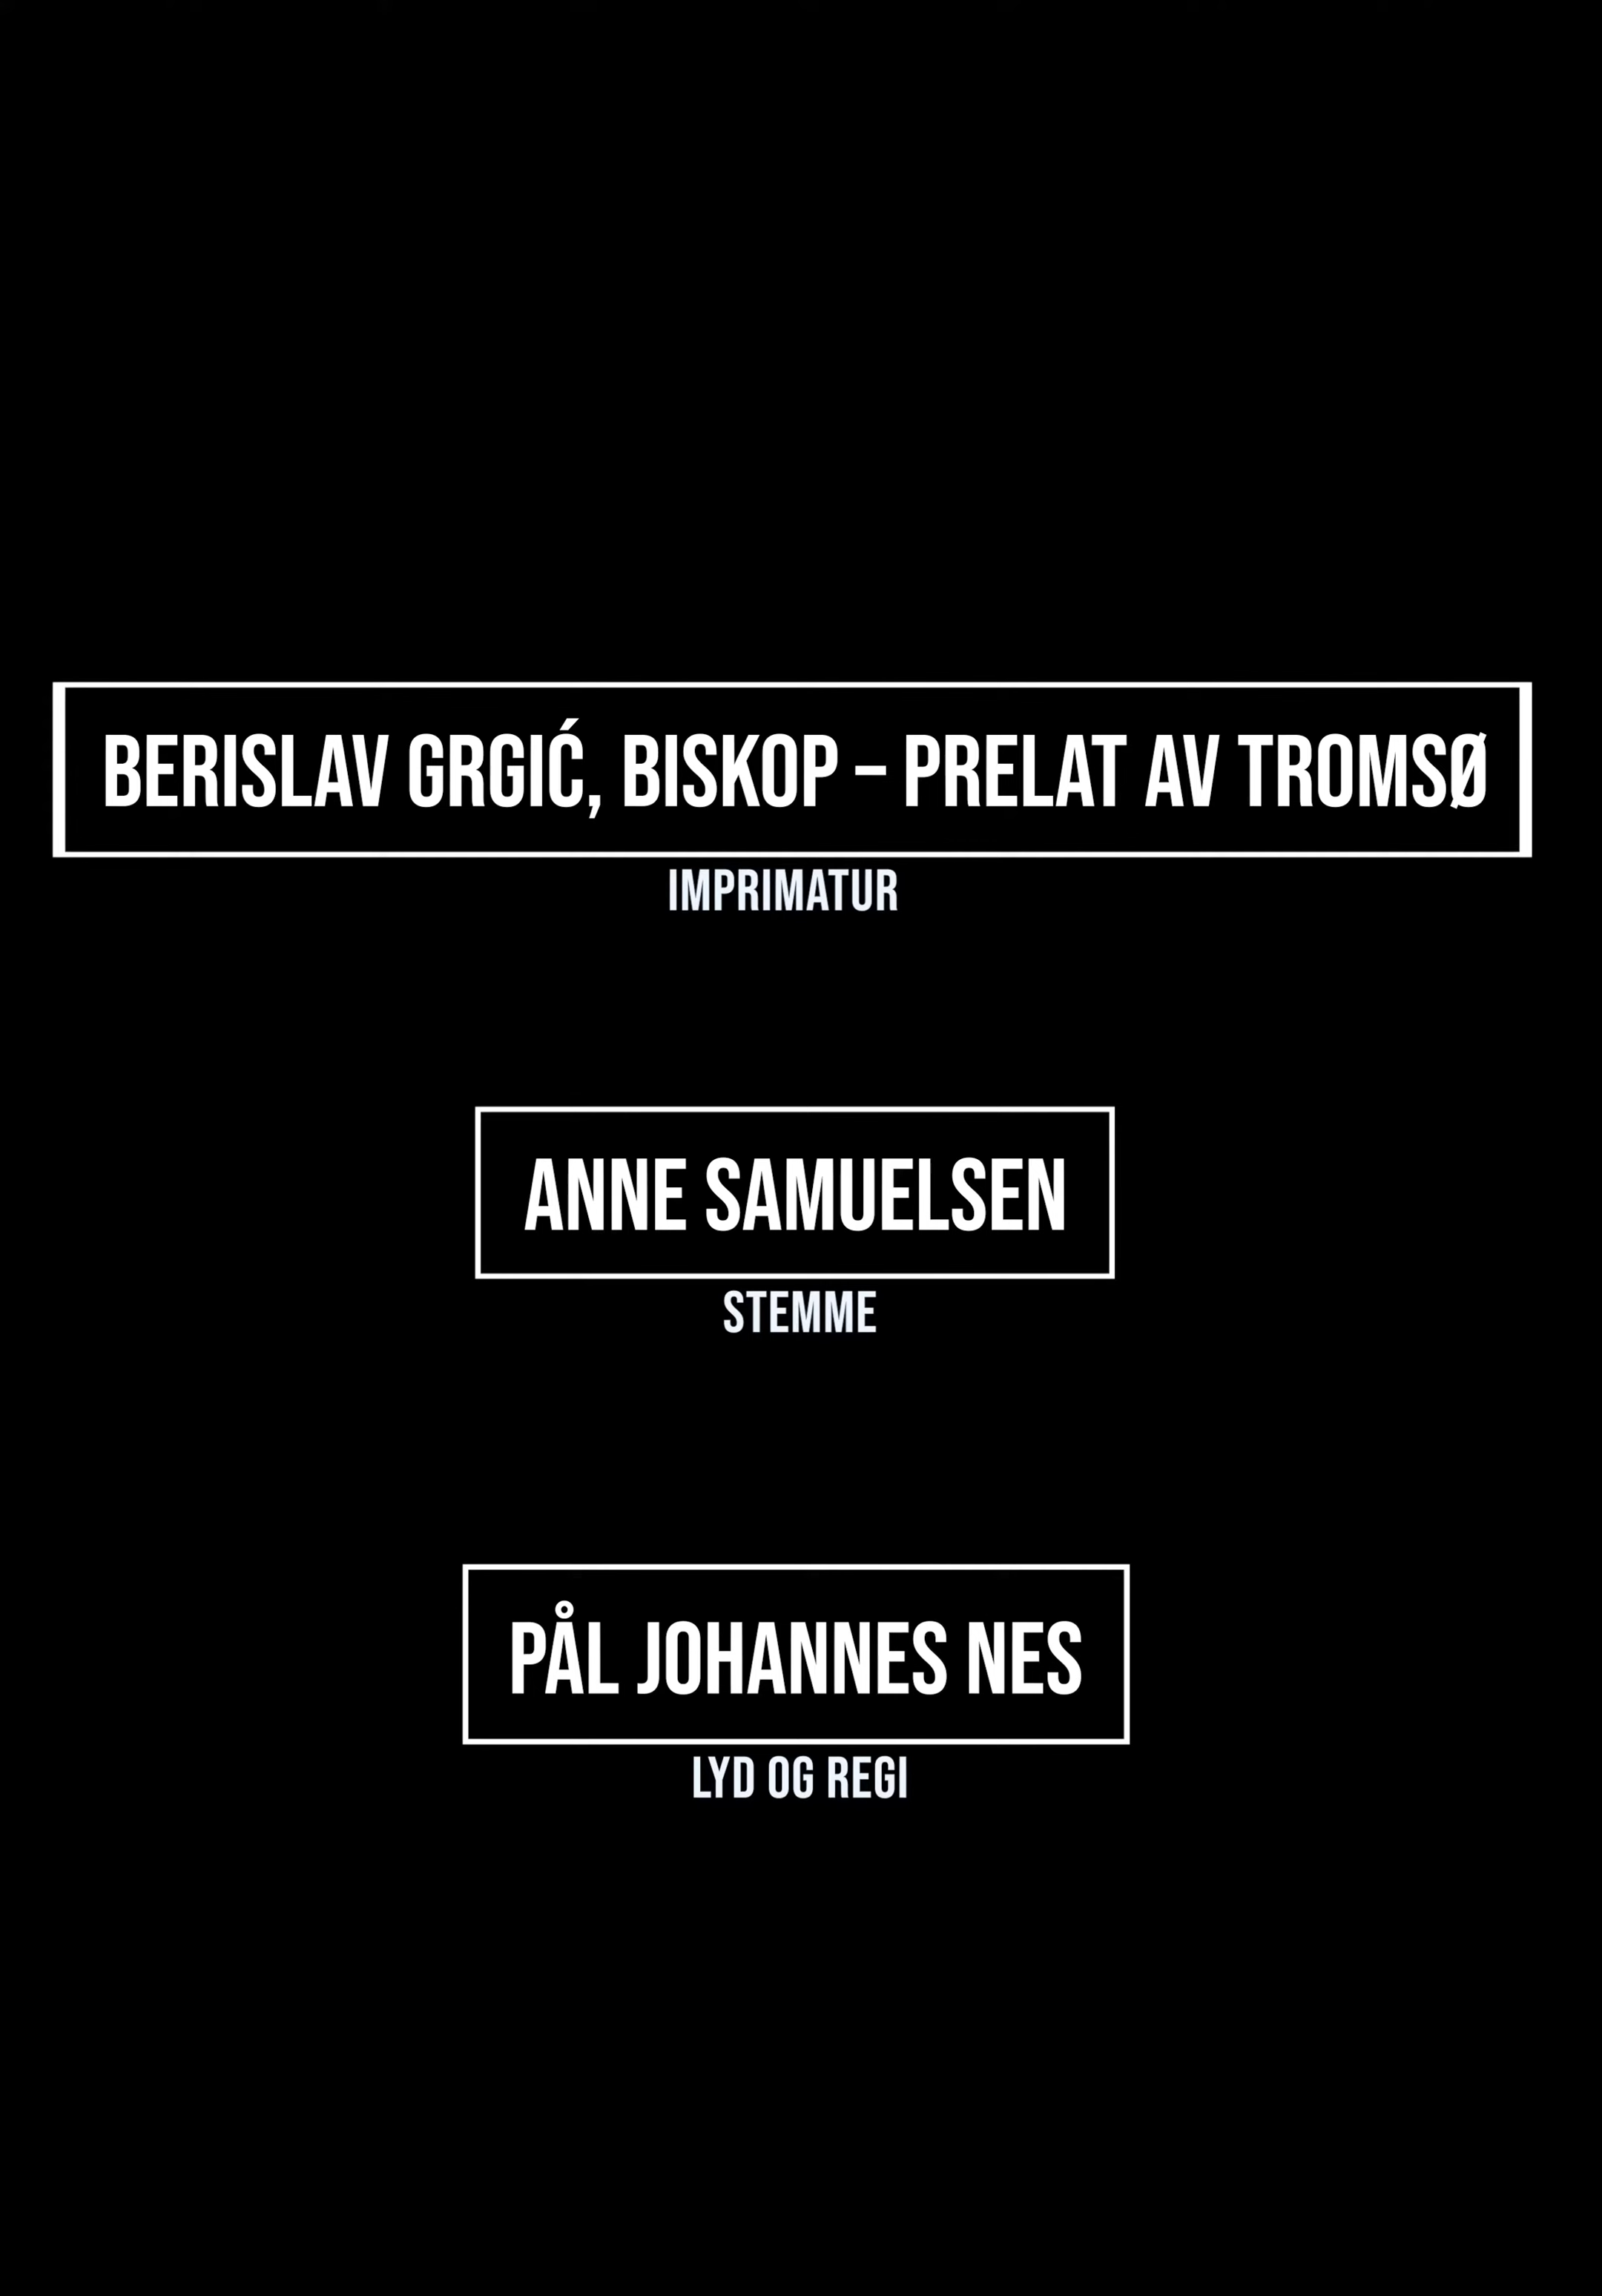 BERISLAV GRGIĆ, BISKOP – PRELAT AV TROMSØ
IMPRIMATUR
ANNE SAMUELSEN
STEMME
PÅL JOHANNES NES
LYD OG REGI